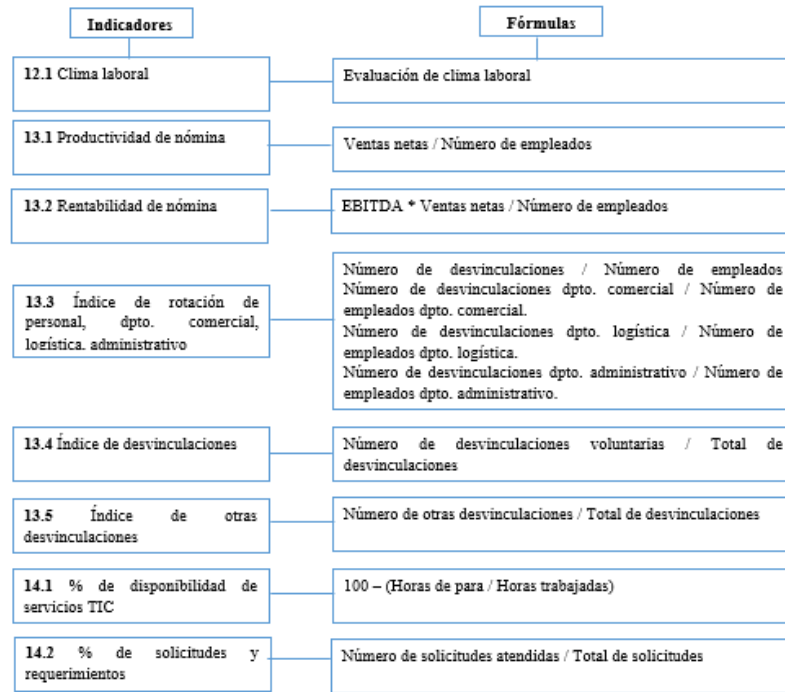 Indicadores
Fórmulas
12.1 Clima laboral
Evaluación de clima laboral
13.1 Productividad de nómina
Ventas netas / Número de empleados
13.2 Rentabilidad de nómina
EBITDA * Ventas netas / Número de empleados
13.3 Índice de rotación de
personal, dpto. comercial,
logística. administrativo
Número de desvinculaciones / Número de empleados
Número de desvinculaciones dpto. comercial / Número de
empleados dpto. comercial.
Número de desvinculaciones dpto. logística / Número de
empleados dpto. logística.
Número de desvinculaciones dpto. administrativo / Número de
empleados dpto. administrativo.
13.4 Índice de desvinculaciones
Número de desvinculaciones voluntarias / Total de
desvinculaciones
13.5 Índice de otras
desvinculaciones
Número de otras desvinculaciones / Total de desvinculaciones
14.1 % de disponibilidad de
servicios TIC
100 – (Horas de para / Horas trabajadas)
14.2 % de solicitudes y
requerimientos
Número de solicitudes atendidas / Total de solicitudes